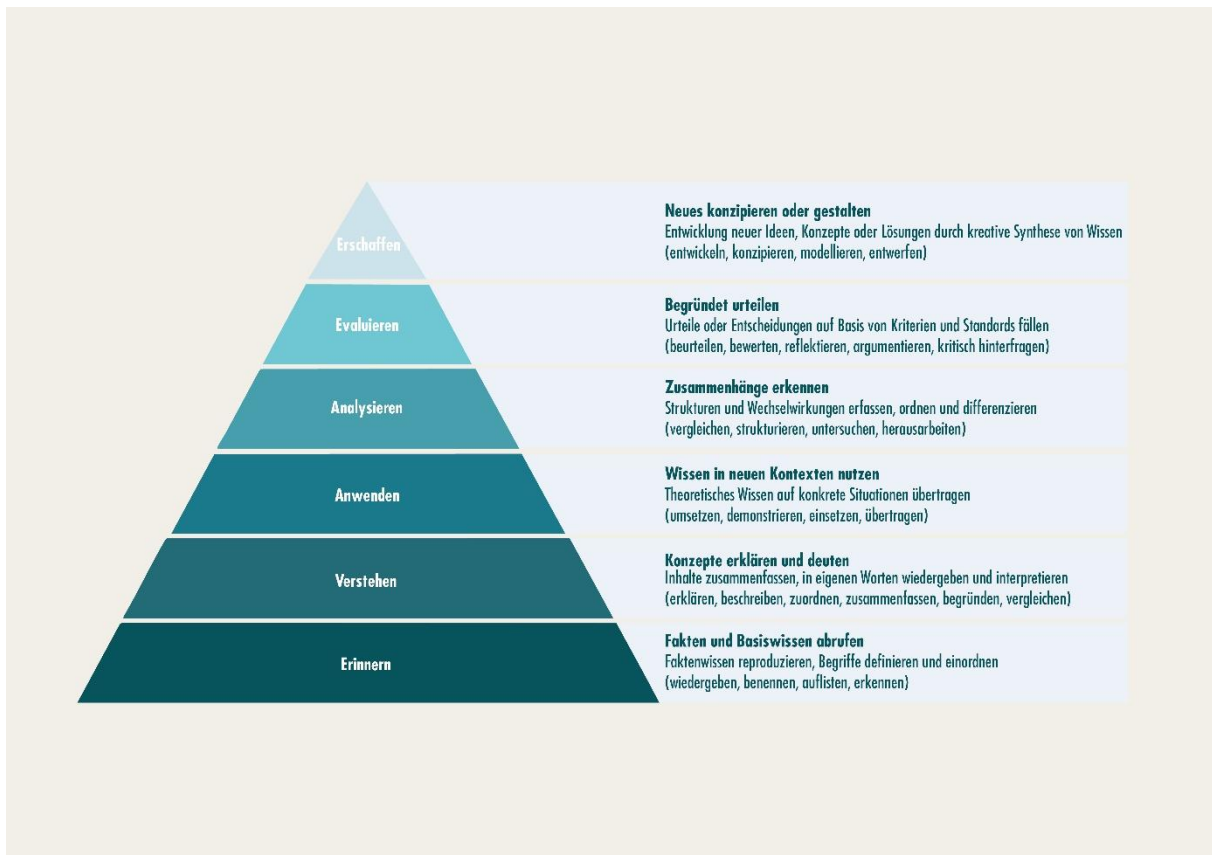 Erschaffen
Neues konzipieren oder gestalten
Entwicklung neuer Ideen, Konzepte oder Lösungen durch kreative Synthese von Wissen
(entwickeln, konzipieren, modellieren, entwerfen)
Evaluieren
Begründet urteilen
Urteile oder Entscheidungen auf Basis von Kriterien und Standards fällen
(beurteilen, bewerten, reflektieren, argumentieren, kritisch hinterfragen)
Analysieren
Zusammenhänge erkennen
Strukturen und Wechselwirkungen erfassen, ordnen und differenzieren
(vergleichen, strukturieren, untersuchen, herausarbeiten)
Anwenden
Wissen in neuen Kontexten nutzen
Theoretisches Wissen auf konkrete Situationen übertragen
(umsetzen, demonstrieren, einsetzen, übertragen)
Verstehen
Konzepte erklären und deuten
Inhalte zusammenfassen, in eigenen Worten wiedergeben und interpretieren
(erklären, beschreiben, zuordnen, zusammenfassen, begründen, vergleichen)
Erinnern
Fakten und Basiswissen abrufen
Faktenwissen reproduzieren, Begriffe definieren und einordnen
(wiedergeben, benennen, auflisten, erkennen)